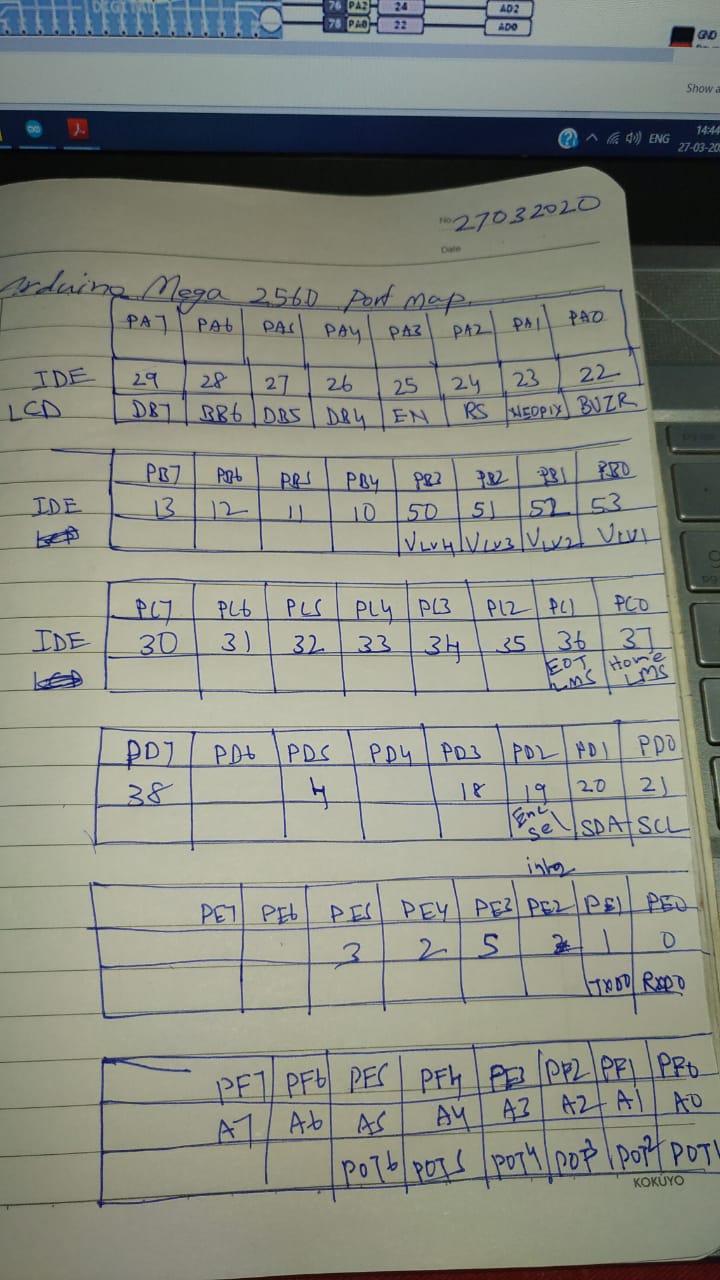 DIGITAL
76 PA2 24 AD2
78 PA0 22 AD0
GND
Show a
ENG 14:44
27-03-20
No. 27032020
Date
Arduino Mega 2560 Port map
PA7 PA6 PA5 PA4 PA3 PA2 PA1 PA0
IDE 29 28 27 26 25 24 23 22
LCD DB7 BB6 DB5 DB4 EN RS NEOPIX BUZR
PB7 PB6 PB5 PB4 PB3 PB2 PB1 PB0
IDE 13 12 11 10 50 51 52 53
VLV4 VLV3 VLV2 VLV1
PC7 PC6 PC5 PC4 PC3 PC2 PC1 PC0
IDE 30 31 32 33 34 35 36 37
EOT Home
LMS LMS
PD7 PD6 PD5 PD4 PD3 PD2 PD1 PD0
38 4 18 19 20 21
Enc
Sel SDA SCL
PE7 PE6 PE5 PE4 PE3 PE2 PE1 PE0
3 2 5 1 0
TXD0 RXD0
PF7 PF6 PF5 PF4 PF3 PF2 PF1 PF0
A7 A6 A5 A4 A3 A2 A1 A0
POT6 POT5 POT4 POT3 POT2 POT1
KOKUYO